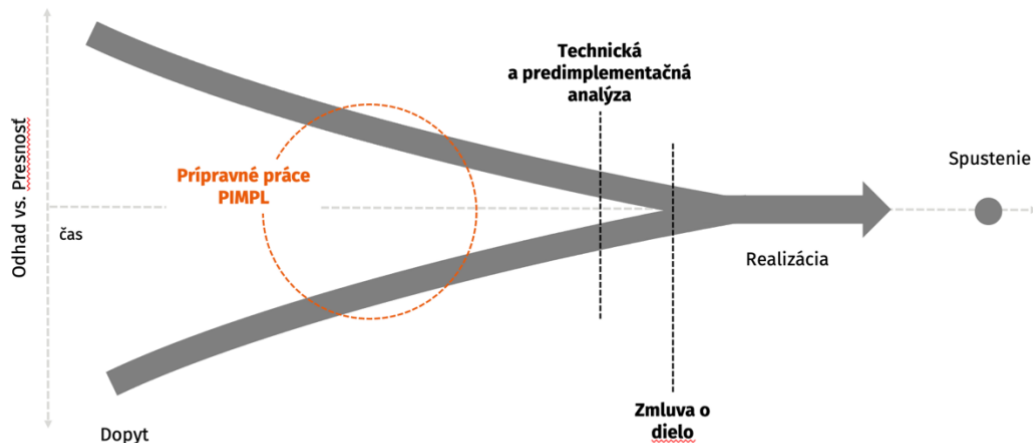 Technická
a predimplementačná
analýza
Odhad vs. Presnosť
Prípravné práce
PIMPL
Spustenie
čas
Realizácia
Zmluva o
dielo
Dopyt